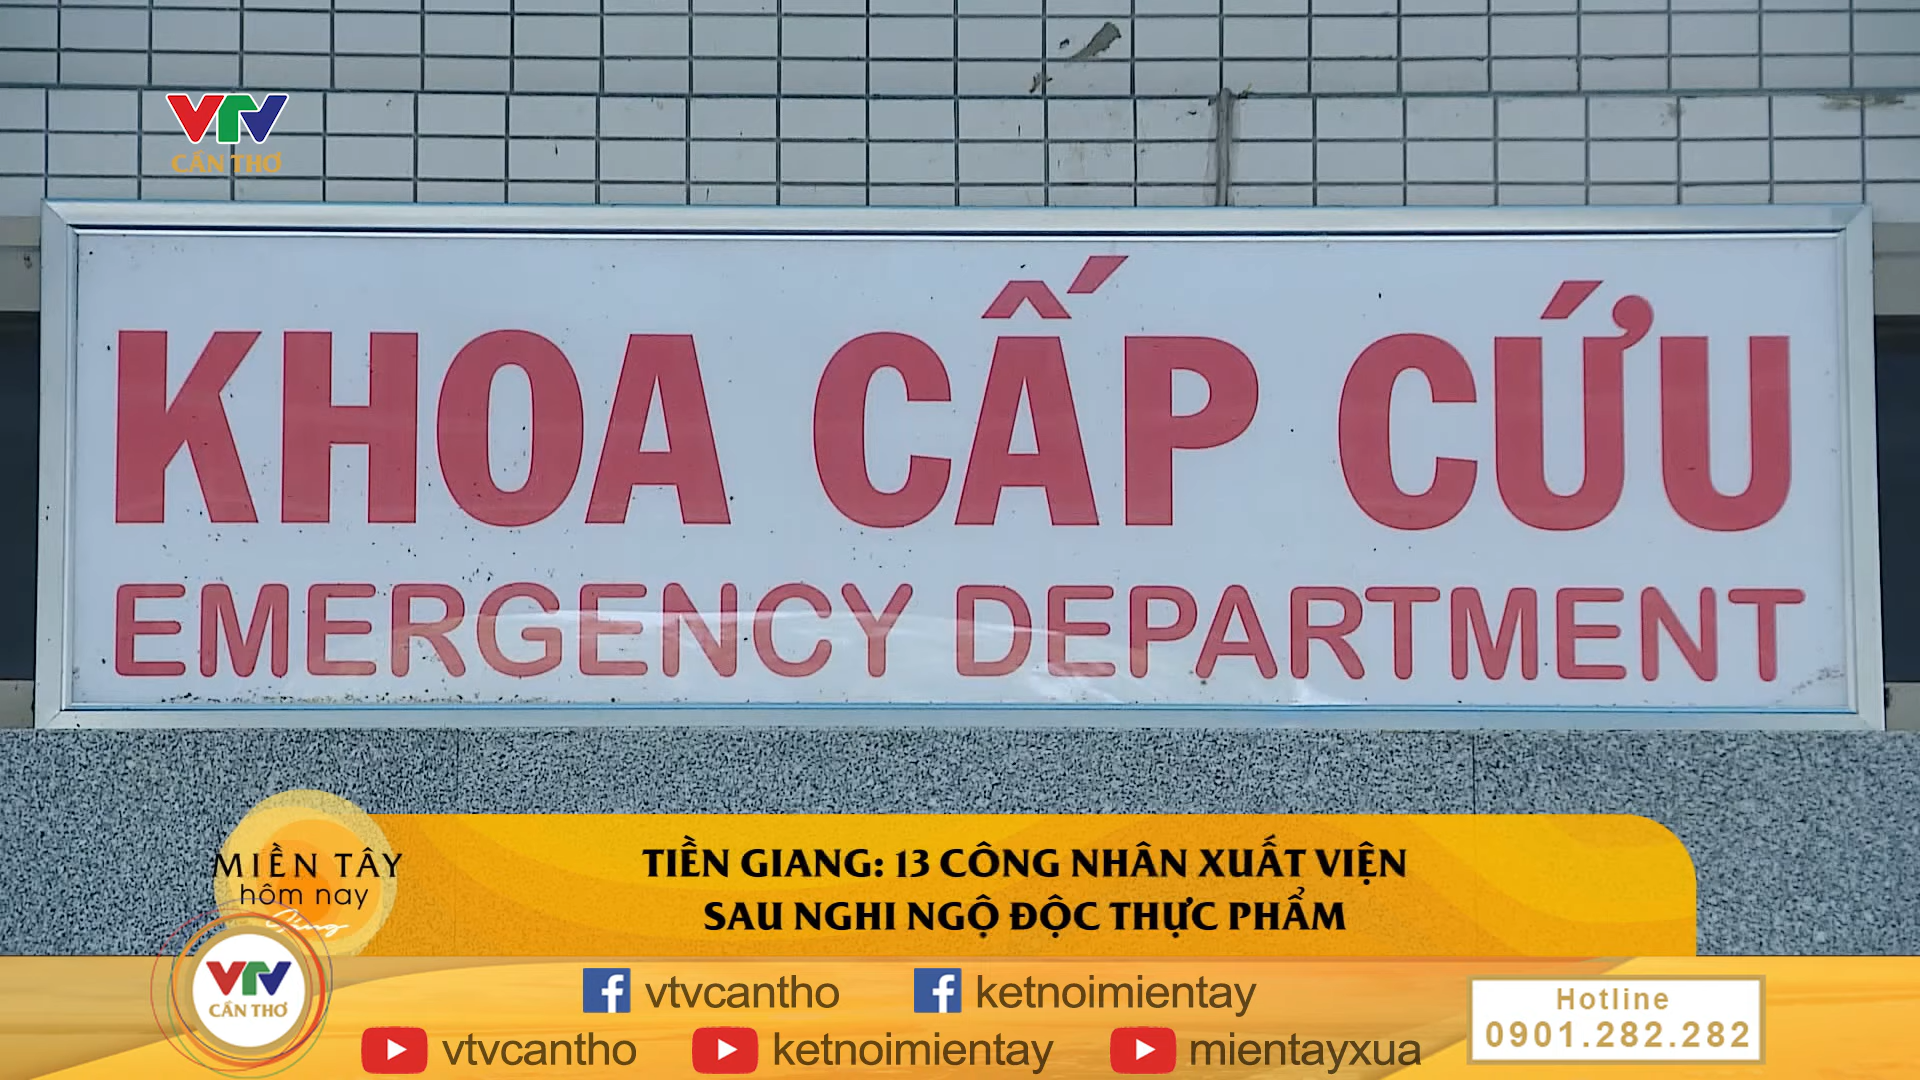 VTV
CẦN THƠ
KHOA CẤP CỨU
EMERGENCY DEPARTMENT
MIỀN TÂY
hôm nay
TIỀN GIANG: 13 CÔNG NHÂN XUẤT VIỆN
SAU NGHI NGỘ ĐỘC THỰC PHẨM
VTV
CẦN THƠ
vtvcantho ketnoimientay
vtvcantho ketnoimientay mientayxua
Hotline
0901.282.282